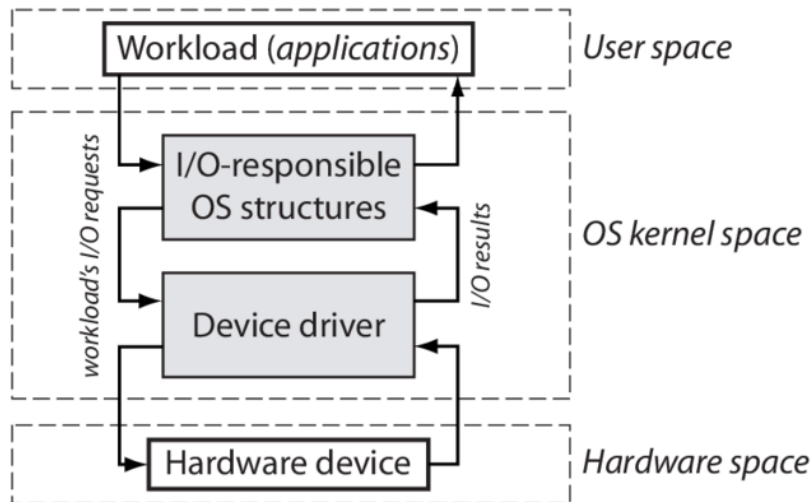 Workload (applications)
User space
I/O-responsible
OS structures
workload's I/O requests
I/O results
OS kernel space
Device driver
Hardware device
Hardware space